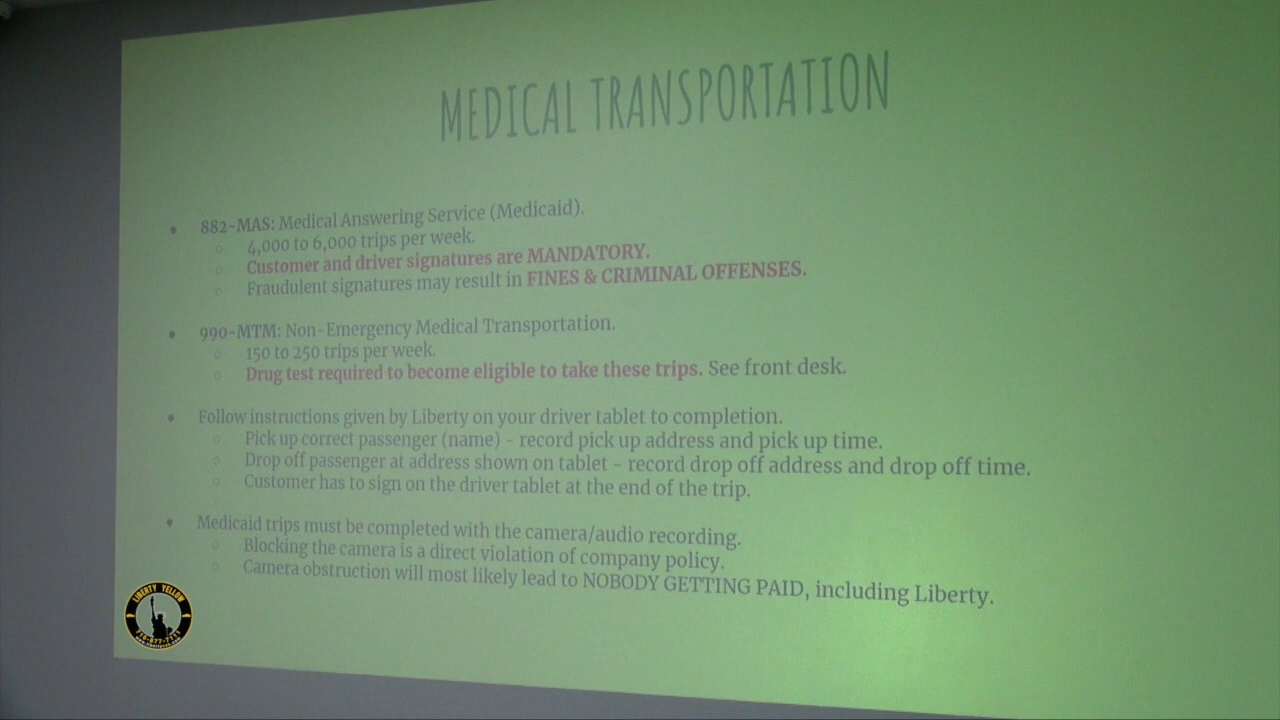 MEDICAL TRANSPORTATION
● 882-MAS: Medical Answering Service (Medicaid).
○ 4,000 to 6,000 trips per week.
○ Customer and driver signatures are MANDATORY.
○ Fraudulent signatures may result in FINES & CRIMINAL OFFENSES.
● 990-MTM: Non-Emergency Medical Transportation.
○ 150 to 250 trips per week.
○ Drug test required to become eligible to take these trips. See front desk.
● Follow instructions given by Liberty on your driver tablet to completion.
○ Pick up correct passenger (name) - record pick up address and pick up time.
○ Drop off passenger at address shown on tablet - record drop off address and drop off time.
○ Customer has to sign on the driver tablet at the end of the trip.
● Medicaid trips must be completed with the camera/audio recording.
○ Blocking the camera is a direct violation of company policy.
○ Camera obstruction will most likely lead to NOBODY GETTING PAID, including Liberty.
LIBERTY YELLOW
716-877-7111